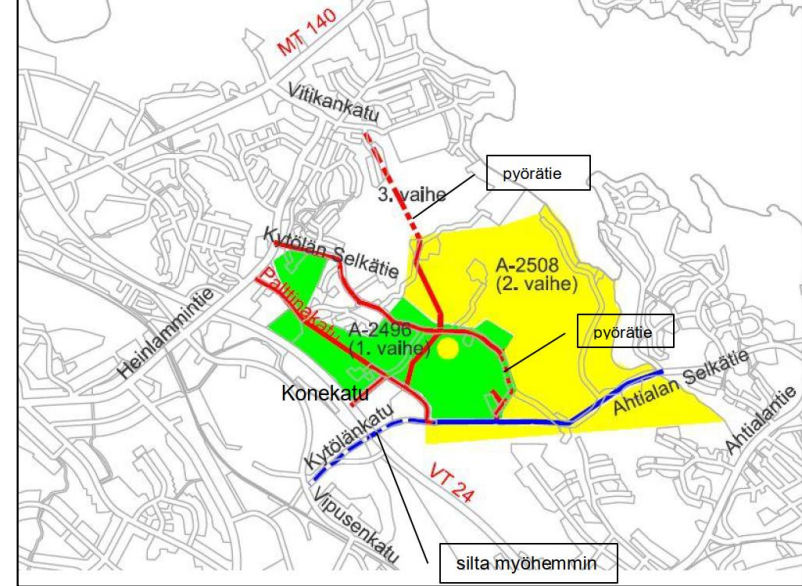 MT 140
Vitikankatu
pyörätie
3. vaihe
Kytölän Selkätie
A-2508
(2. vaihe)
Palttinakatu
A-2496
(1. vaihe)
pyörätie
Heinlammintie
Konekatu
Ahtialan Selkätie
Kytölänkatu
Ahtialantie
VT 24
Vipusenkatu
silta myöhemmin